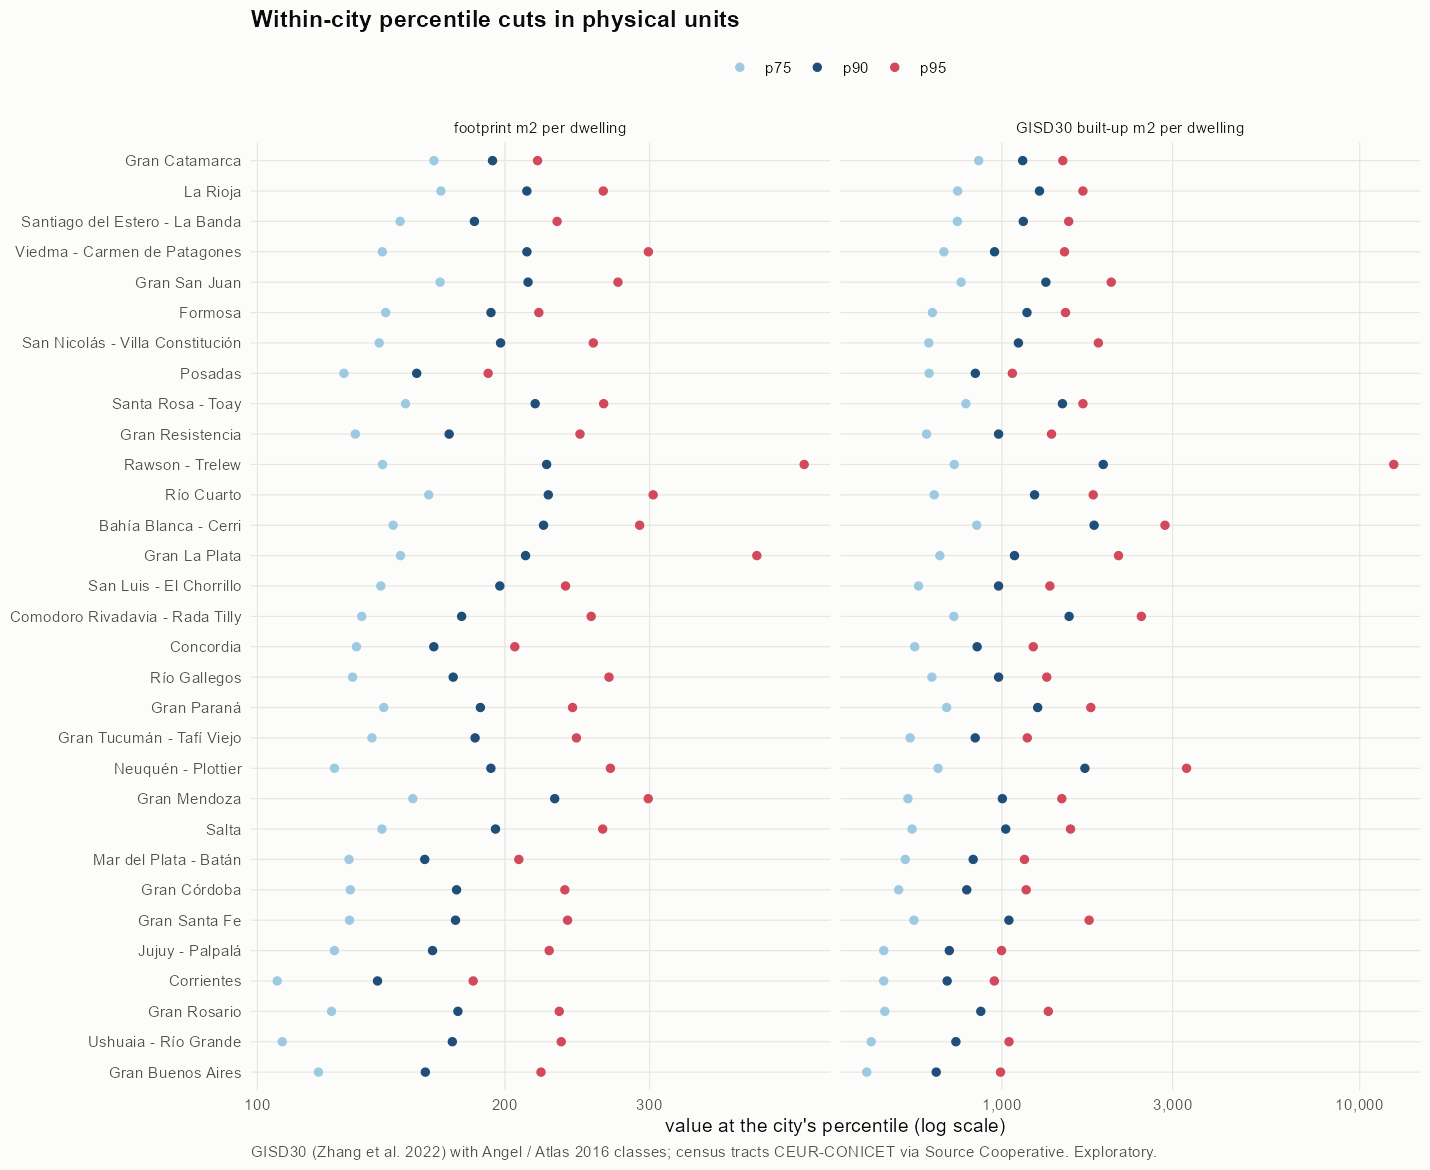 Within-city percentile cuts in physical units
p75 p90 p95
footprint m2 per dwelling
GISD30 built-up m2 per dwelling
Gran Catamarca
La Rioja
Santiago del Estero - La Banda
Viedma - Carmen de Patagones
Gran San Juan
Formosa
San Nicolás - Villa Constitución
Posadas
Santa Rosa - Toay
Gran Resistencia
Rawson - Trelew
Río Cuarto
Bahía Blanca - Cerri
Gran La Plata
San Luis - El Chorrillo
Comodoro Rivadavia - Rada Tilly
Concordia
Río Gallegos
Gran Paraná
Gran Tucumán - Tafí Viejo
Neuquén - Plottier
Gran Mendoza
Salta
Mar del Plata - Batán
Gran Córdoba
Gran Santa Fe
Jujuy - Palpalá
Corrientes
Gran Rosario
Ushuaia - Río Grande
Gran Buenos Aires
100 200 300 1,000 3,000 10,000
value at the city's percentile (log scale)
GISD30 (Zhang et al. 2022) with Angel / Atlas 2016 classes; census tracts CEUR-CONICET via Source Cooperative. Exploratory.